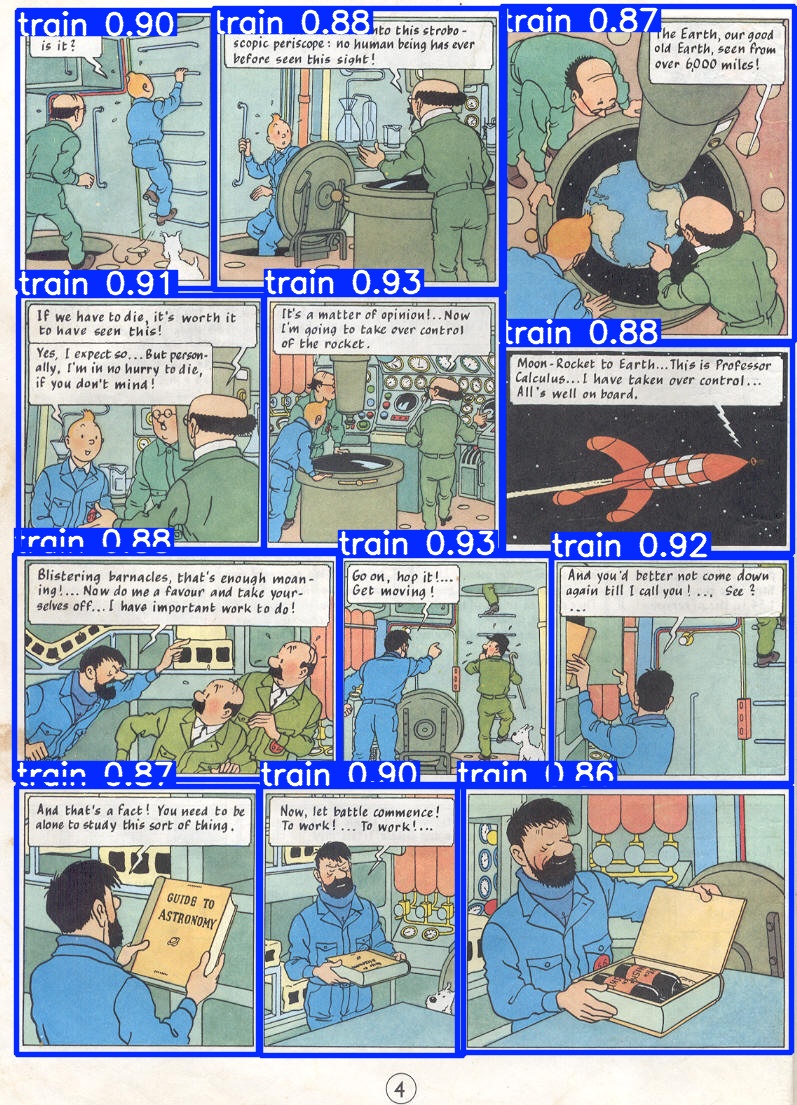 train 0.90
is it?
train 0.88
into this strobo-
scopic periscope: no human being has ever
before seen this sight!
train 0.87
The Earth, our good
old Earth, seen from
over 6,000 miles!
train 0.91
If we have to die, it's worth it
to have seen this!
Yes, I expect so... But person-
ally, I'm in no hurry to die,
if you don't mind!
train 0.93
It's a matter of opinion!.. Now
I'm going to take over control
of the rocket.
train 0.88
Moon-Rocket to Earth... This is Professor
Calculus... I have taken over control...
All's well on board.
train 0.88
Blistering barnacles, that's enough moan-
ing!... Now do me a favour and take your-
selves off... I have important work to do!
train 0.93
Go on, hop it!...
Get moving!
train 0.92
And you'd better not come down
again till I call you! ... See?
...
train 0.87
And that's a fact! You need to be
alone to study this sort of thing.
GUIDE TO
ASTRONOMY
train 0.90
Now, let battle commence!
To work! ... To work!...
GUIDE TO
ASTRONOMY
train 0.86
4